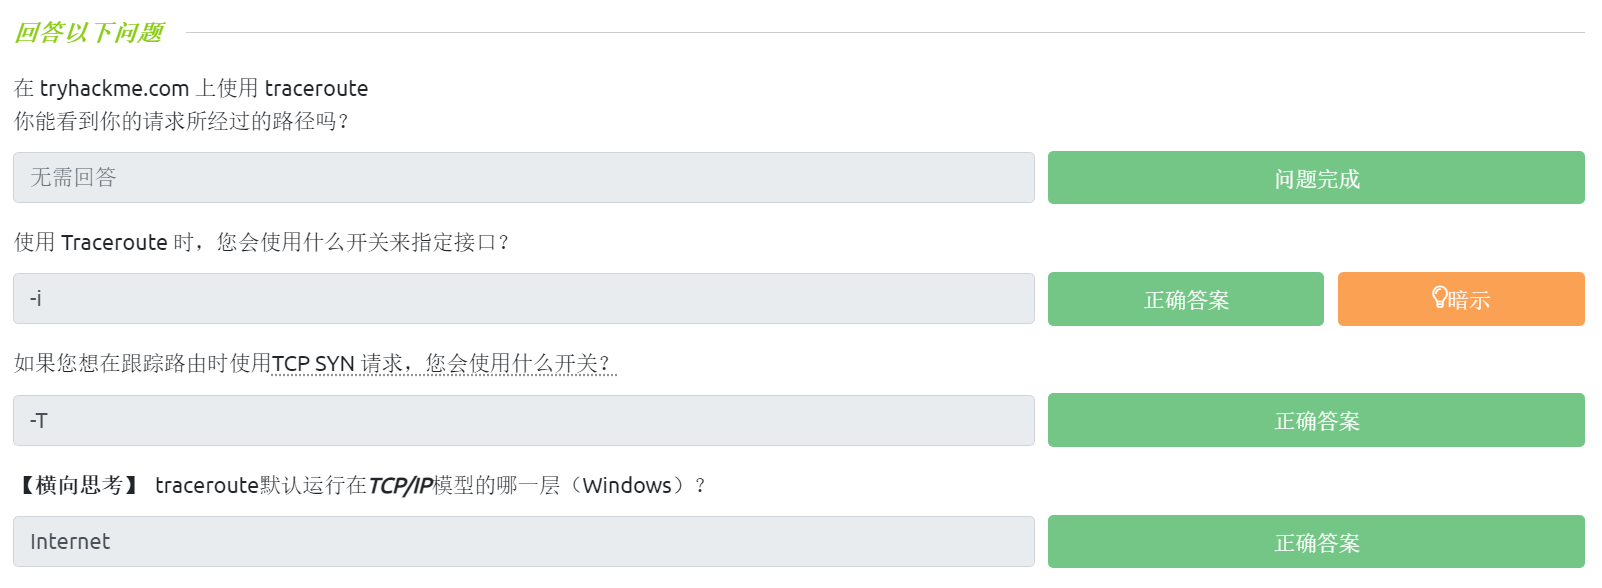 回答以下问题
在 tryhackme.com 上使用 traceroute
你能看到你的请求所经过的路径吗？
无需回答
问题完成
使用 Traceroute 时，您会使用什么开关来指定接口？
-i
正确答案
暗示
如果您想在跟踪路由时使用TCP SYN 请求，您会使用什么开关？
-T
正确答案
【横向思考】 traceroute默认运行在TCP/IP模型的哪一层（Windows）？
Internet
正确答案